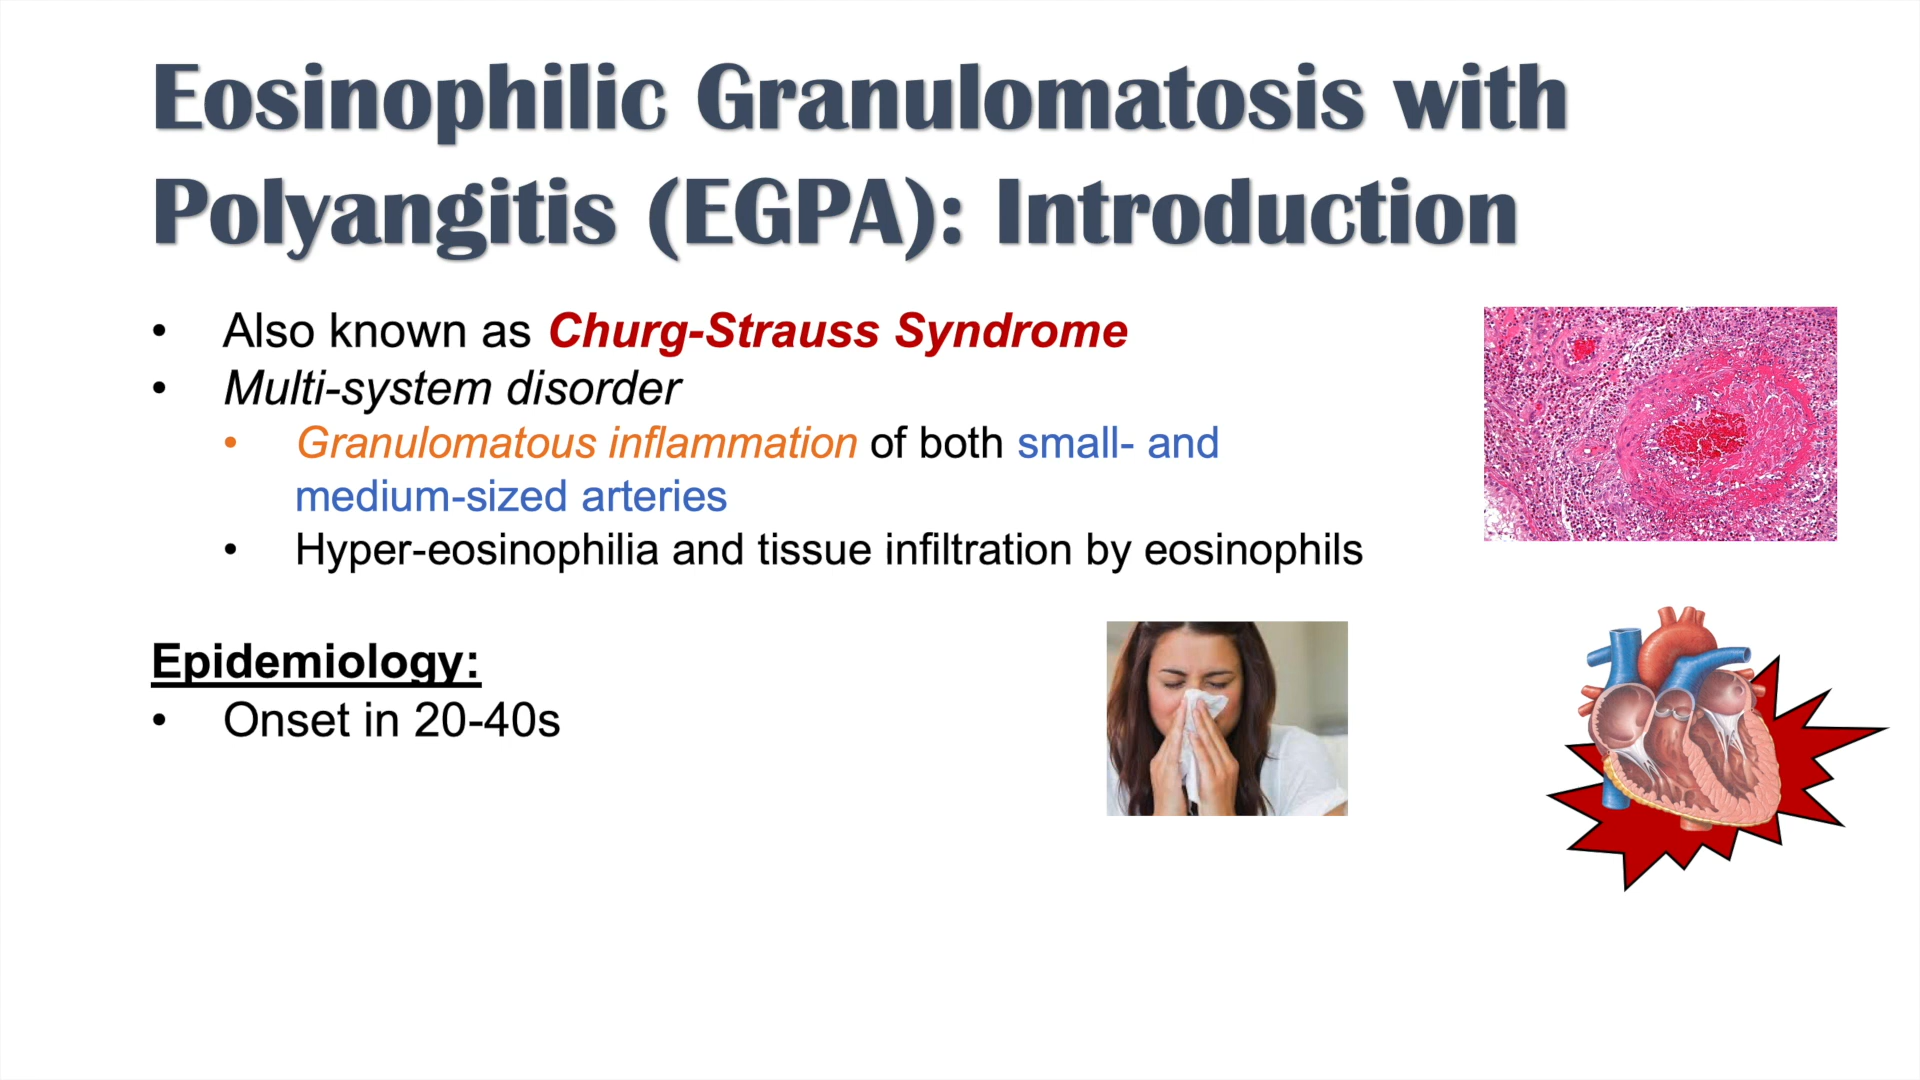 Eosinophilic Granulomatosis with
Polyangitis (EGPA): Introduction
• Also known as Churg-Strauss Syndrome
• Multi-system disorder
• Granulomatous inflammation of both small- and
medium-sized arteries
• Hyper-eosinophilia and tissue infiltration by eosinophils
Epidemiology:
• Onset in 20-40s